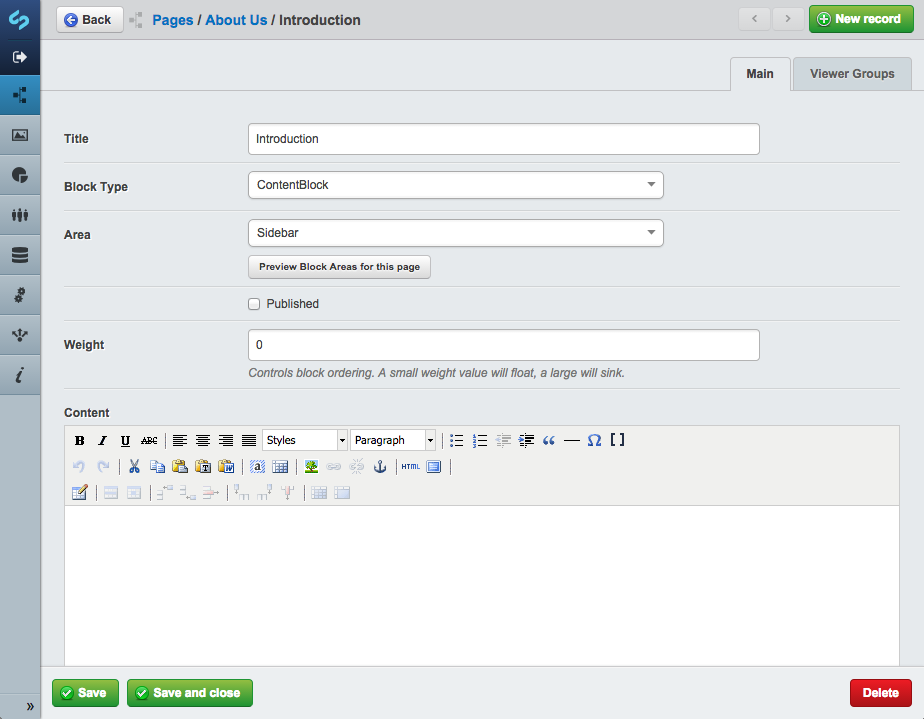 Back Pages / About Us / Introduction < > New record
Main Viewer Groups
Title Introduction
Block Type ContentBlock
Area Sidebar
Preview Block Areas for this page
Published
Weight 0
Controls block ordering. A small weight value will float, a large will sink.
Content
B I U ABC Styles Paragraph “ — Ω [ ]
T W a HTML
Save Save and close Delete
»